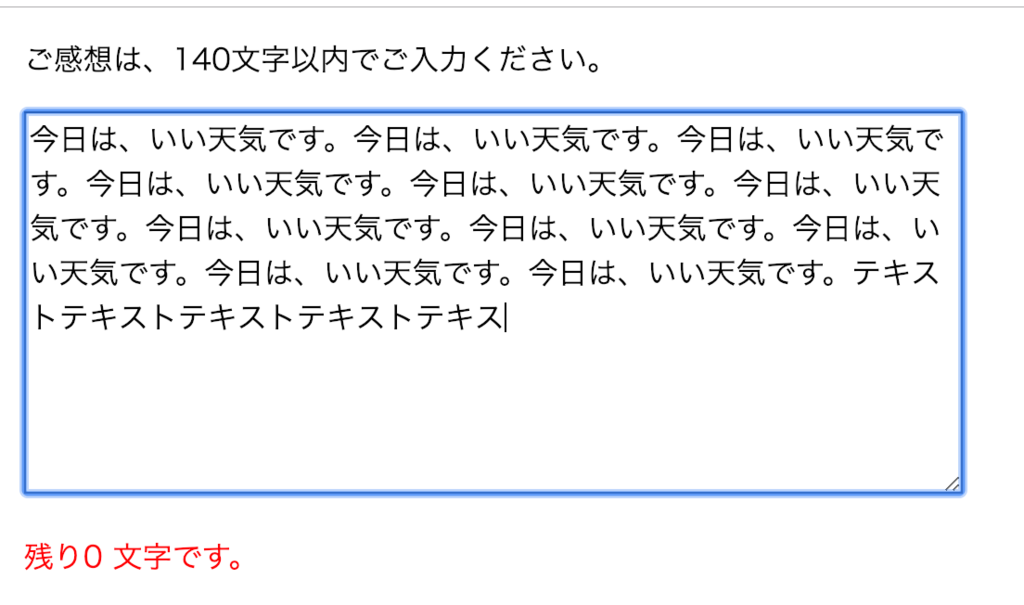 ご感想は、140文字以内でご入力ください。
今日は、いい天気です。今日は、いい天気です。今日は、いい天気で
す。今日は、いい天気です。今日は、いい天気です。今日は、いい天
気です。今日は、いい天気です。今日は、いい天気です。今日は、い
い天気です。今日は、いい天気です。今日は、いい天気です。テキス
トテキストテキストテキストテキス
残り0 文字です。